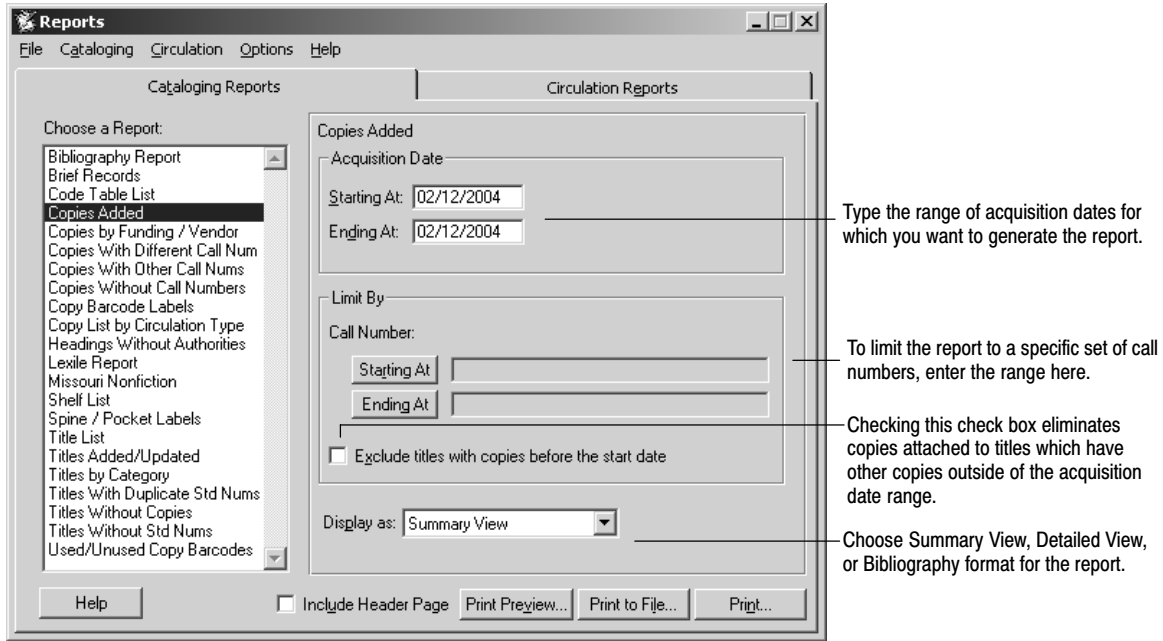 Reports
File Cataloging Circulation Options Help
Cataloging Reports
Circulation Reports
Choose a Report:
Bibliography Report
Brief Records
Code Table List
Copies Added
Copies by Funding / Vendor
Copies With Different Call Num
Copies With Other Call Nums
Copies Without Call Numbers
Copy Barcode Labels
Copy List by Circulation Type
Headings Without Authorities
Lexile Report
Missouri Nonfiction
Shelf List
Spine / Pocket Labels
Title List
Titles Added/Updated
Titles by Category
Titles With Duplicate Std Nums
Titles Without Copies
Titles Without Std Nums
Used/Unused Copy Barcodes
Copies Added
Acquisition Date
Starting At: 02/12/2004
Ending At: 02/12/2004
Limit By
Call Number:
Starting At
Ending At
Exclude titles with copies before the start date
Display as: Summary View
Help
Include Header Page
Print Preview...
Print to File...
Print...
Type the range of acquisition dates for
which you want to generate the report.
To limit the report to a specific set of call
numbers, enter the range here.
Checking this check box eliminates
copies attached to titles which have
other copies outside of the acquisition
date range.
Choose Summary View, Detailed View,
or Bibliography format for the report.